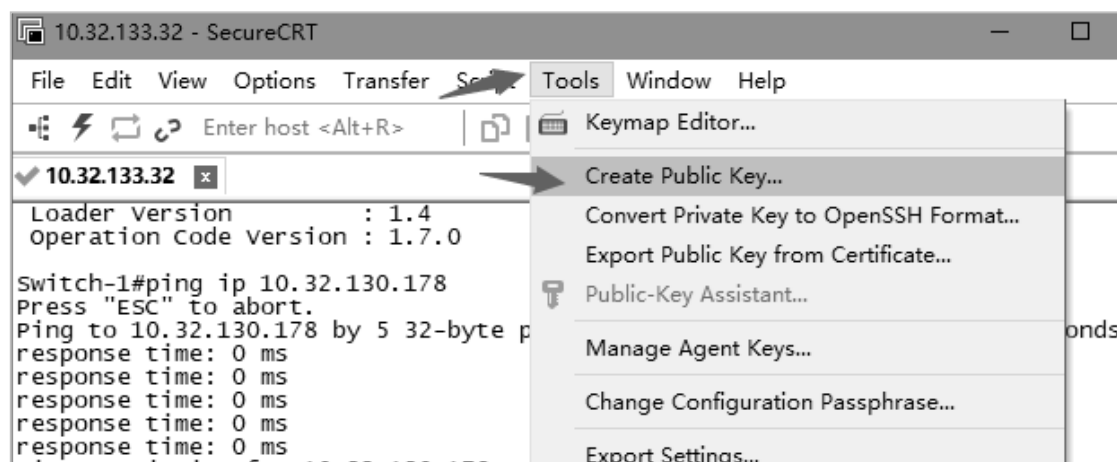 10.32.133.32 - SecureCRT
File Edit View Options Transfer Tools Window Help
Enter host <Alt+R>
Keymap Editor...
10.32.133.32
Create Public Key...
Convert Private Key to OpenSSH Format...
Export Public Key from Certificate...
Public-Key Assistant...
Manage Agent Keys...
Change Configuration Passphrase...
Export Settings...
Loader Version : 1.4
Operation Code Version : 1.7.0
Switch-1#ping ip 10.32.130.178
Press "ESC" to abort.
Ping to 10.32.130.178 by 5 32-byte p
onds
response time: 0 ms
response time: 0 ms
response time: 0 ms
response time: 0 ms
response time: 0 ms